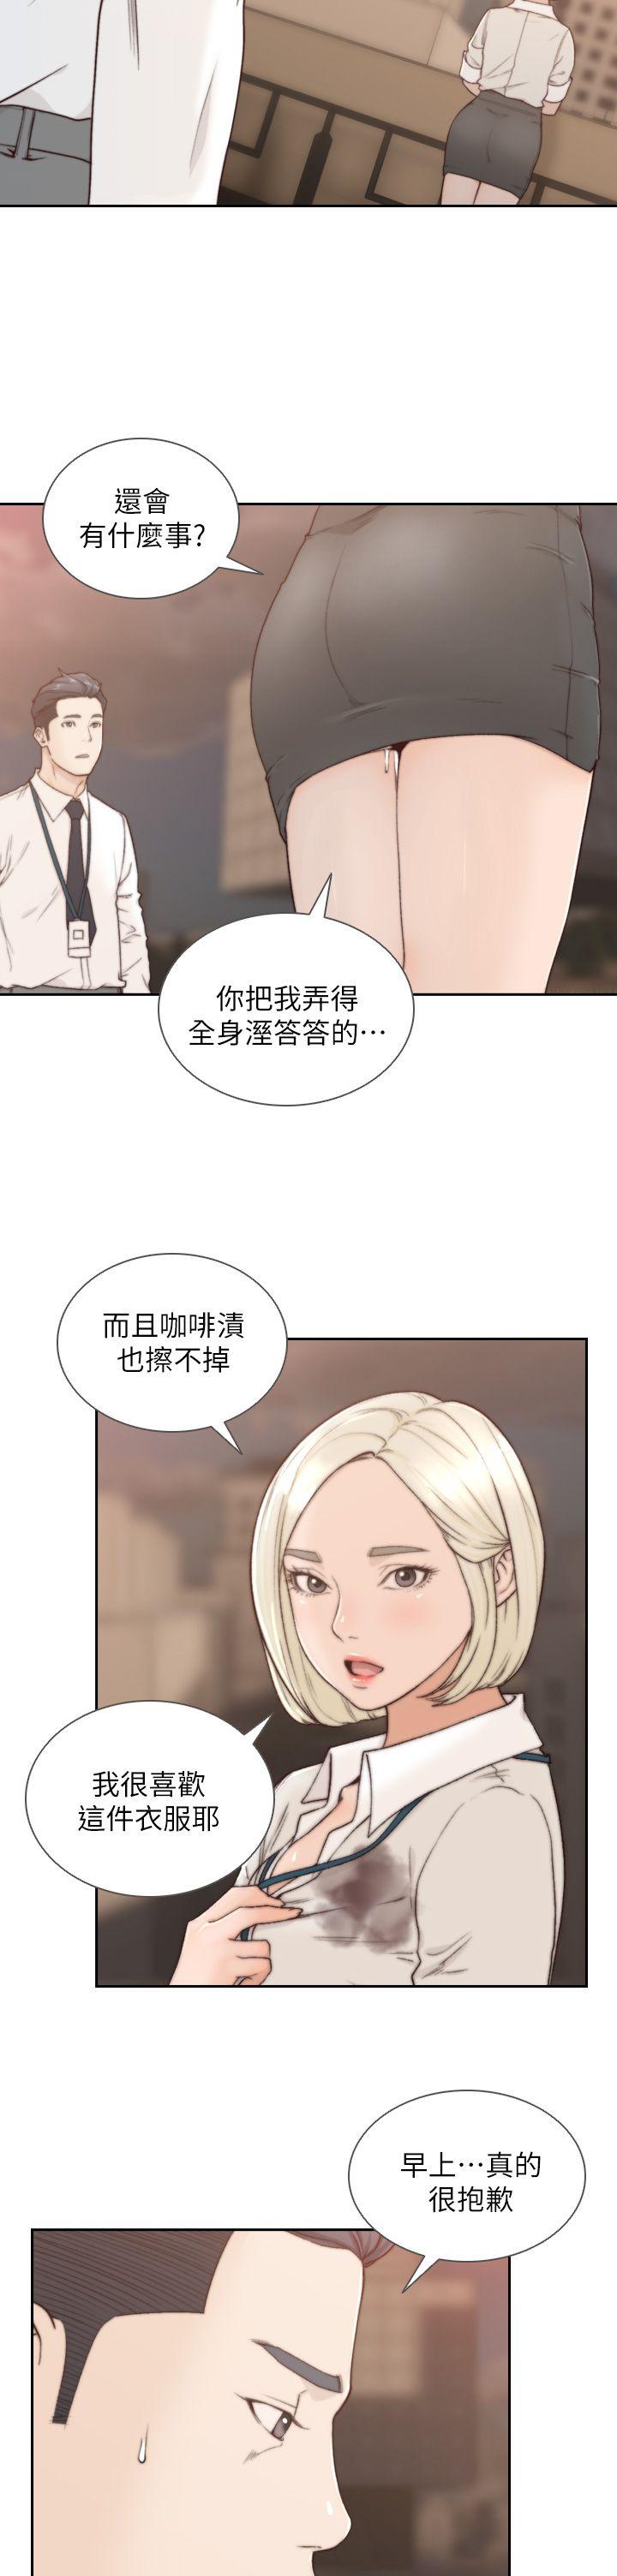 還會
有什麼事?
你把我弄得
全身溼答答的…
而且咖啡漬
也擦不掉
我很喜歡
這件衣服耶
早上…真的
很抱歉